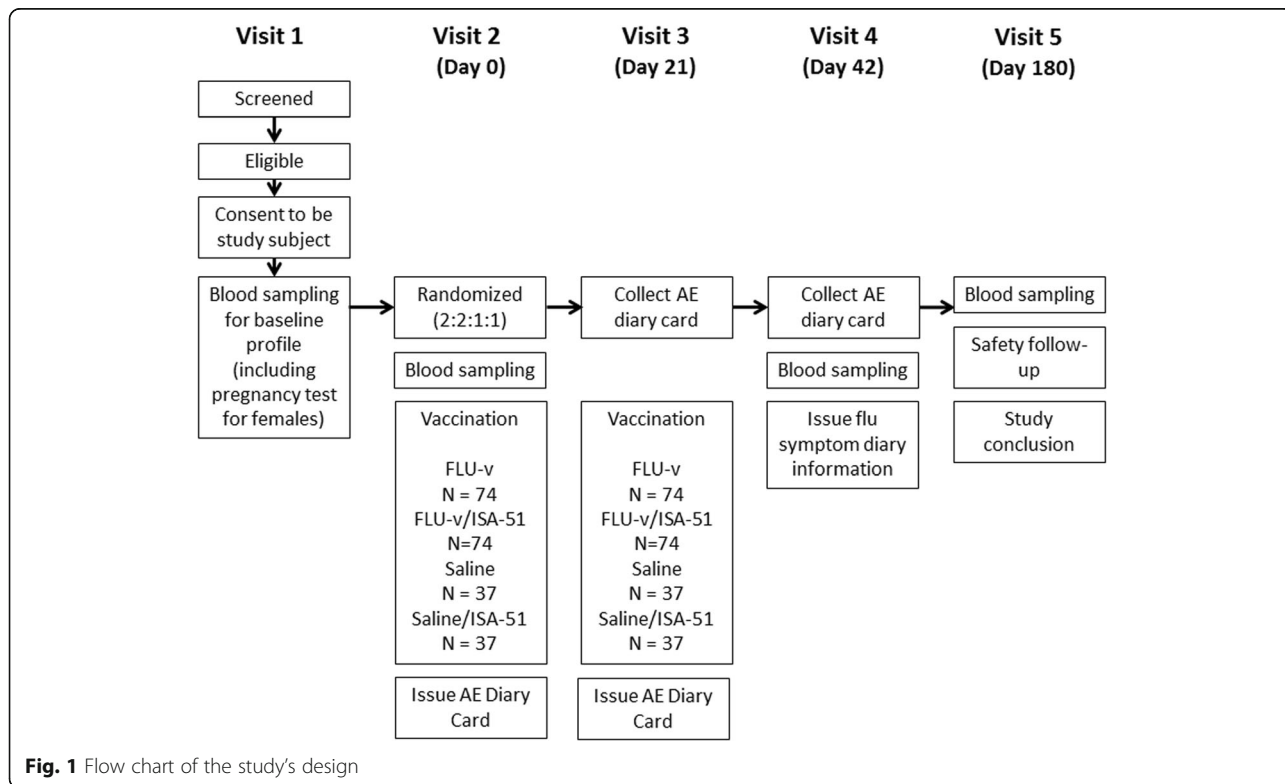 Visit 1
Visit 2
(Day 0)
Visit 3
(Day 21)
Visit 4
(Day 42)
Visit 5
(Day 180)
Screened
Eligible
Consent to be
study subject
Blood sampling
for baseline
profile
(including
pregnancy test
for females)
Randomized
(2:2:1:1)
Blood sampling
Vaccination
FLU-v
N = 74
FLU-v/ISA-51
N=74
Saline
N = 37
Saline/ISA-51
N = 37
Issue AE Diary
Card
Collect AE
diary card
Vaccination
FLU-v
N = 74
FLU-v/ISA-51
N=74
Saline
N = 37
Saline/ISA-51
N = 37
Issue AE Diary
Card
Collect AE
diary card
Blood sampling
Issue flu
symptom diary
information
Blood sampling
Safety follow-
up
Study
conclusion
Fig. 1 Flow chart of the study's design